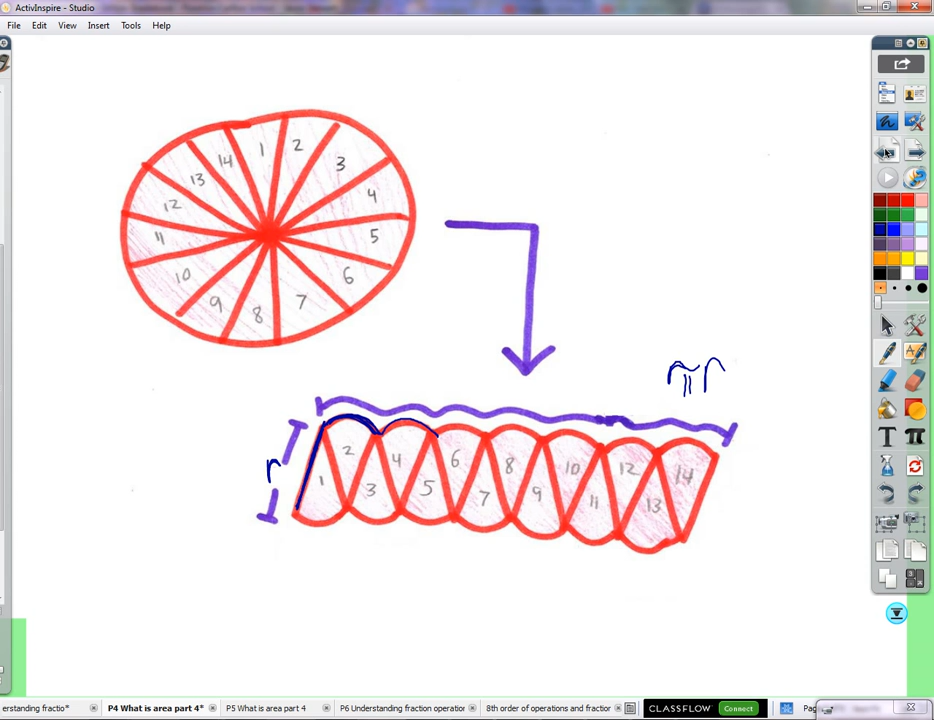 ActivInspire - Studio
File Edit View Insert Tools Help
14 1 2
13 3
12 4
11 5
10 6
9 8 7
πr
r
2 4 6 8 10 12 14
1 3 5 7 9 11 13
erstanding fractio* P4 What is area part 4* P5 What is area part 4 P6 Understanding fraction operation 8th order of operations and fraction CLASSFLOW Connect Pag